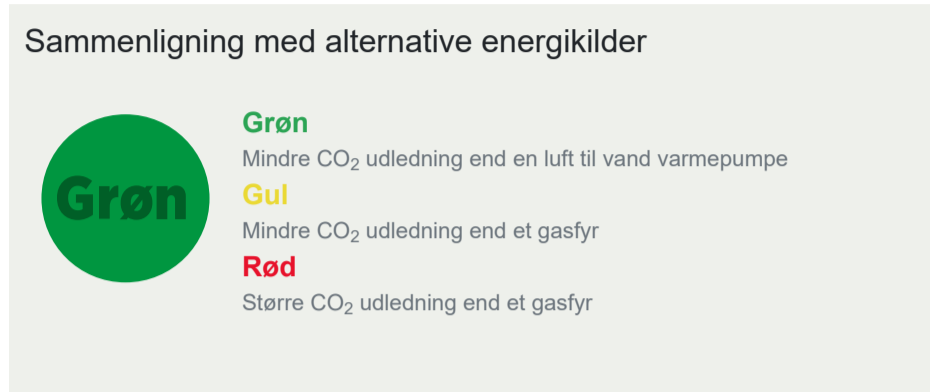 Sammenligning med alternative energikilder
Grøn
Grøn
Mindre CO₂ udledning end en luft til vand varmepumpe
Gul
Mindre CO₂ udledning end et gasfyr
Rød
Større CO₂ udledning end et gasfyr